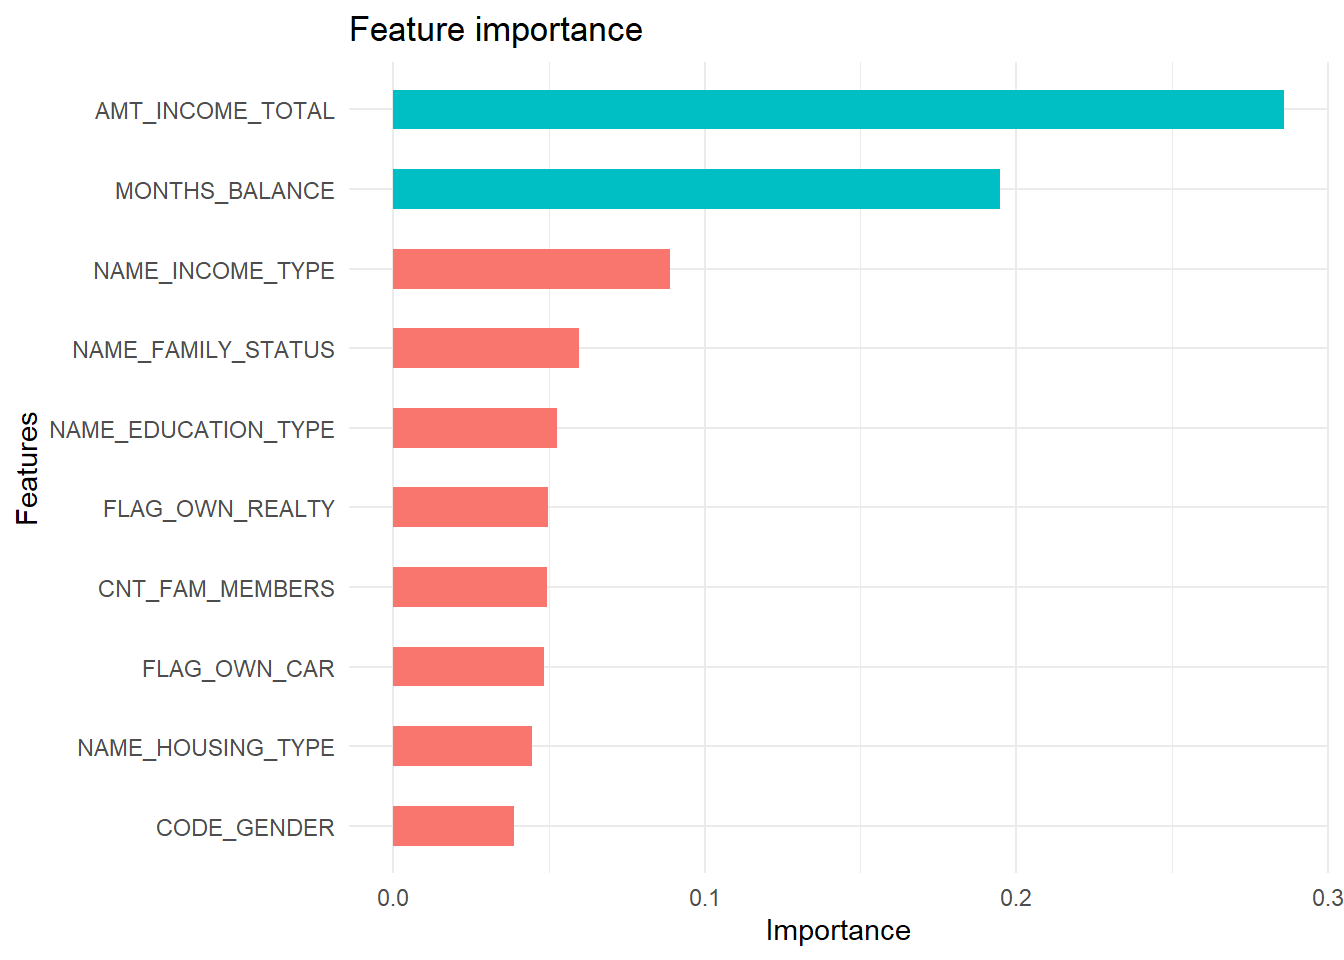 Feature importance
AMT_INCOME_TOTAL
MONTHS_BALANCE
NAME_INCOME_TYPE
NAME_FAMILY_STATUS
NAME_EDUCATION_TYPE
FLAG_OWN_REALTY
CNT_FAM_MEMBERS
FLAG_OWN_CAR
NAME_HOUSING_TYPE
CODE_GENDER
Features
0.0 0.1 0.2 0.3
Importance